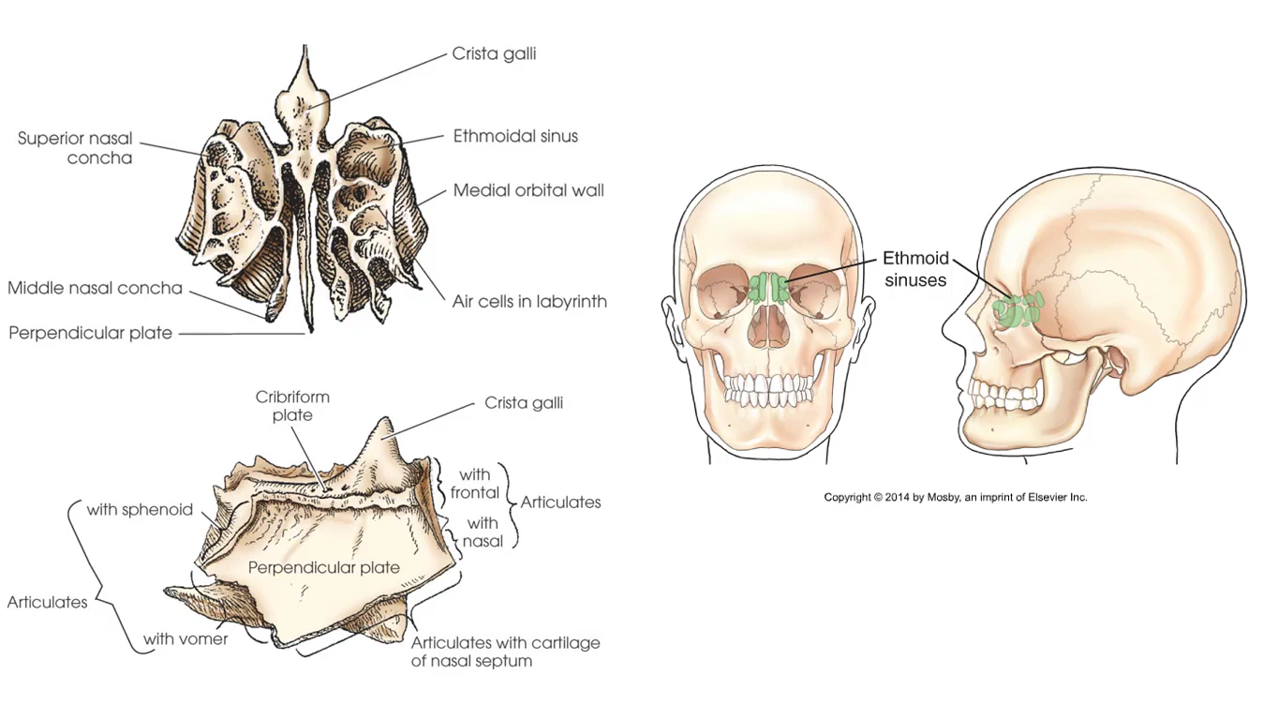 Crista galli
Superior nasal
concha
Ethmoidal sinus
Medial orbital wall
Middle nasal concha
Air cells in labyrinth
Perpendicular plate
Cribriform
plate
Crista galli
with
frontal
Articulates
with sphenoid
with
nasal
Perpendicular plate
Articulates
with vomer
Articulates with cartilage
of nasal septum
Ethmoid
sinuses
Copyright © 2014 by Mosby, an imprint of Elsevier Inc.